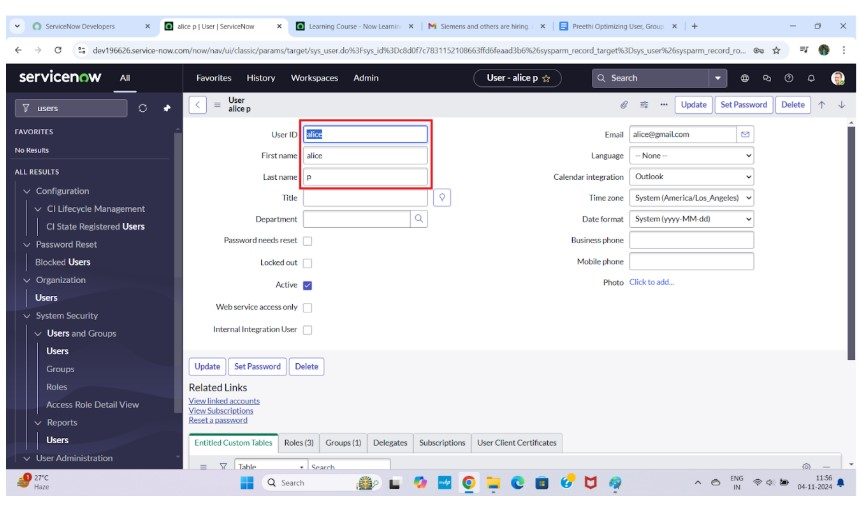 ServiceNow Developers
alice p | User | ServiceNow
Learning Course - Now Learnin
Siemens and others are hiring
Preethi Optimizing User, Group
dev196626.service-now.com/now/nav/ui/classic/params/target/sys_user.do%3Fsys_id%3Dc8d0f7c7831152108663ffd6feaad3b6%26sysparm_record_target%3Dsys_user%26sysparm_record_ro...
servicenow All Favorites History Workspaces Admin User - alice p Search
users
User
alice p
Update Set Password Delete
FAVORITES
No Results
ALL RESULTS
Configuration
CI Lifecycle Management
CI State Registered Users
Password Reset
Blocked Users
Organization
Users
System Security
Users and Groups
Users
Groups
Roles
Access Role Detail View
Reports
Users
User Administration
User ID alice
First name alice
Last name p
Title
Department
Password needs reset
Locked out
Active
Web service access only
Internal Integration User
Email alice@gmail.com
Language -- None --
Calendar integration Outlook
Time zone System (America/Los_Angeles)
Date format System (yyyy-MM-dd)
Business phone
Mobile phone
Photo Click to add...
Update Set Password Delete
Related Links
View linked accounts
View Subscriptions
Reset a password
Entitled Custom Tables Roles (3) Groups (1) Delegates Subscriptions User Client Certificates
Table Search
27°C
Haze
Search
ENG
IN
11:56
04-11-2024